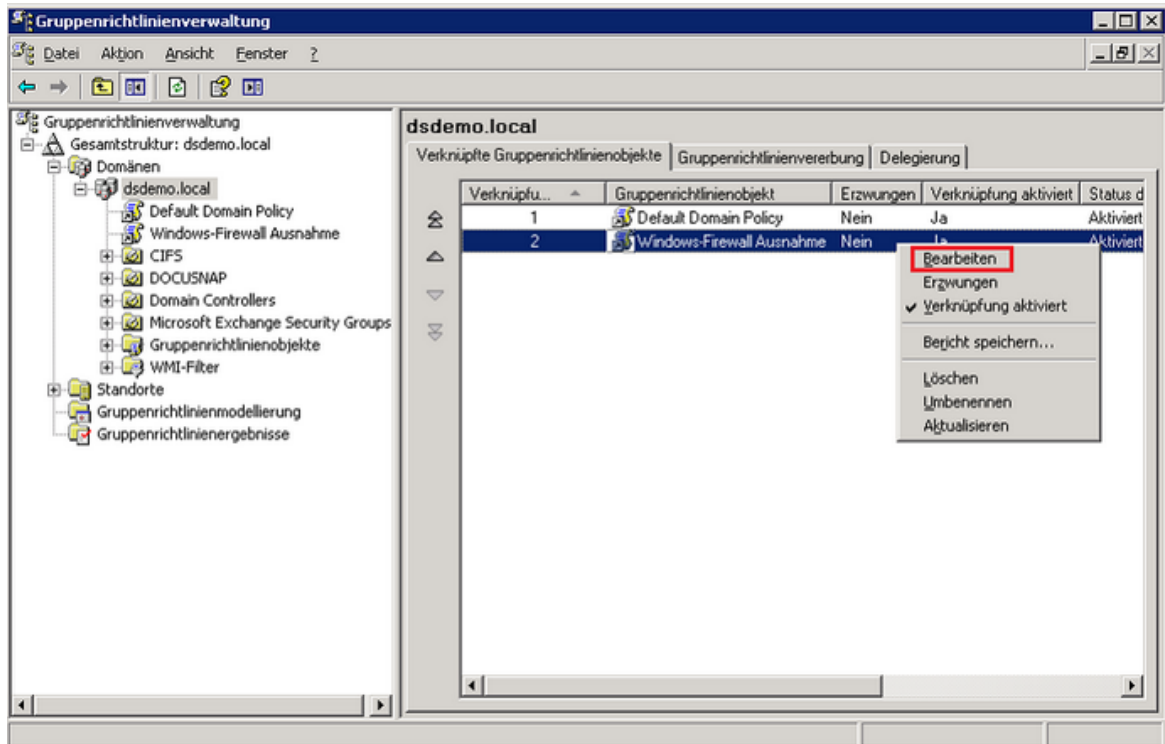 Gruppenrichtlinienverwaltung
Datei Aktion Ansicht Fenster ?
Gruppenrichtlinienverwaltung
Gesamtstruktur: dsdemo.local
Domänen
dsdemo.local
Default Domain Policy
Windows-Firewall Ausnahme
CIFS
DOCUSNAP
Domain Controllers
Microsoft Exchange Security Groups
Gruppenrichtlinienobjekte
WMI-Filter
Standorte
Gruppenrichtlinienmodellierung
Gruppenrichtlinienergebnisse
dsdemo.local
Verknüpfte Gruppenrichtlinienobjekte Gruppenrichtlinienvererbung Delegierung
Verknüpfu... Gruppenrichtlinienobjekt Erzwungen Verknüpfung aktiviert Status d
1 Default Domain Policy Nein Ja Aktiviert
2 Windows-Firewall Ausnahme Nein Ja Aktiviert
Bearbeiten
Erzwungen
Verknüpfung aktiviert
Bericht speichern...
Löschen
Umbenennen
Aktualisieren